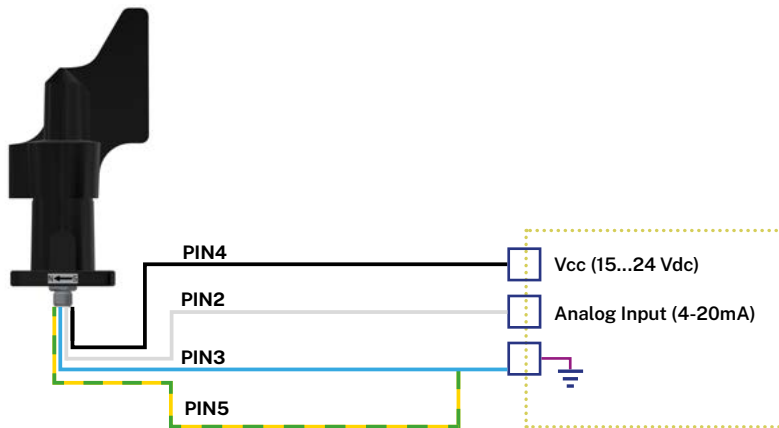 PIN4
Vcc (15...24 Vdc)
PIN2
Analog Input (4-20mA)
PIN3
PIN5